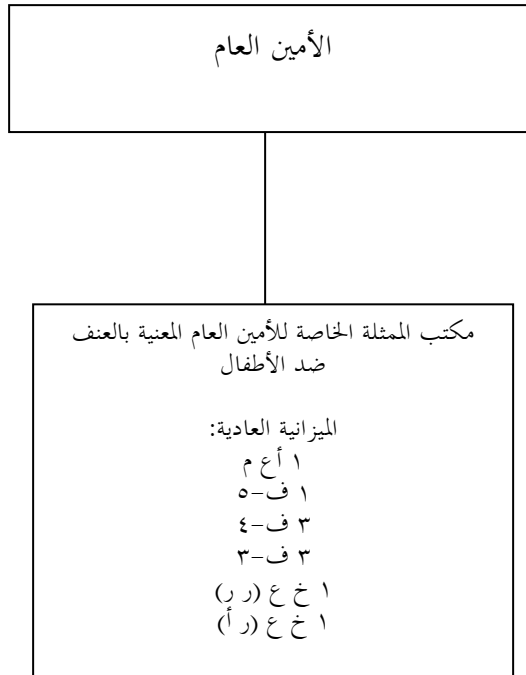 الأمين العام
مكتب الممثلة الخاصة للأمين العام المعنية بالعنف
ضد الأطفال
الميزانية العادية:
١ أ ع م
١ ف-٥
٣ ف-٤
٣ ف-٣
١ خ ع (ر ر)
١ خ ع (ر أ)